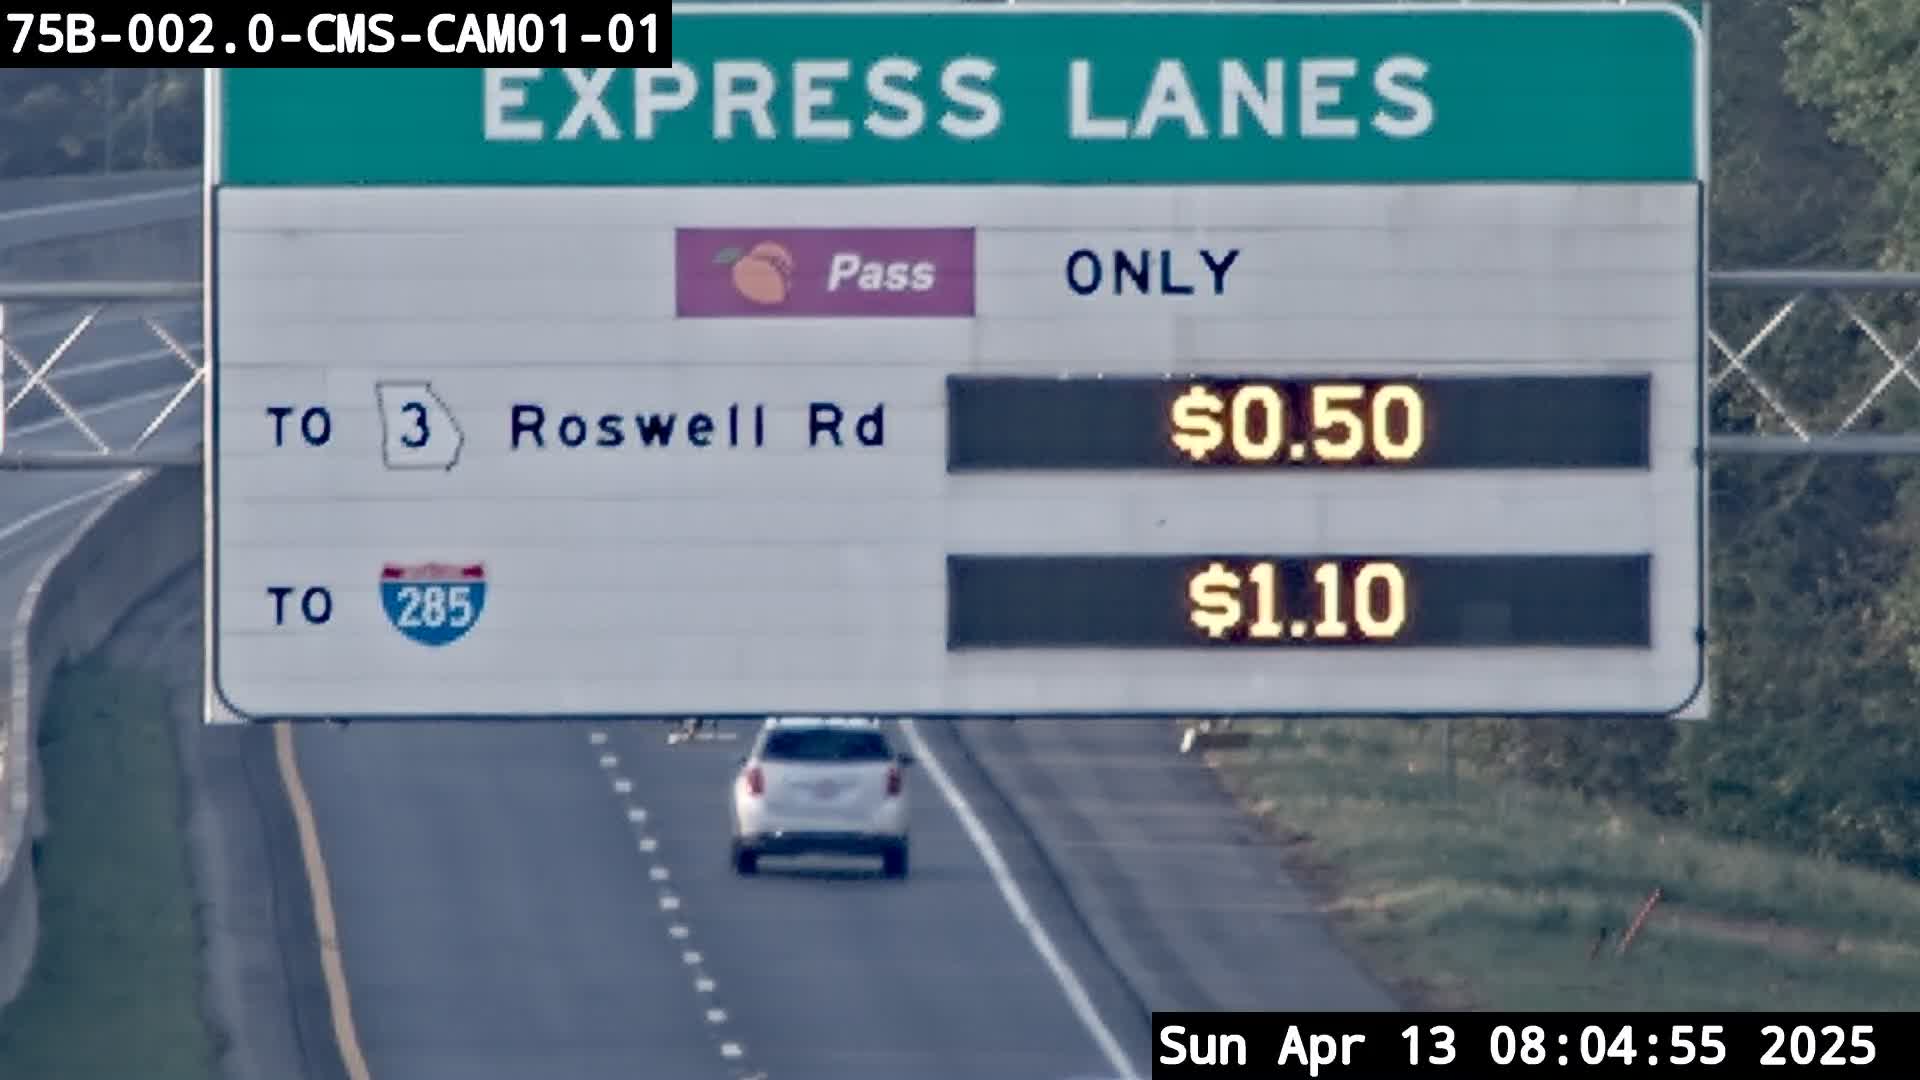 75B-002.0-CMS-CAM01-01
EXPRESS LANES
Pass ONLY
TO 3 Roswell Rd $0.50
TO 285 $1.10
Sun Apr 13 08:04:55 2025